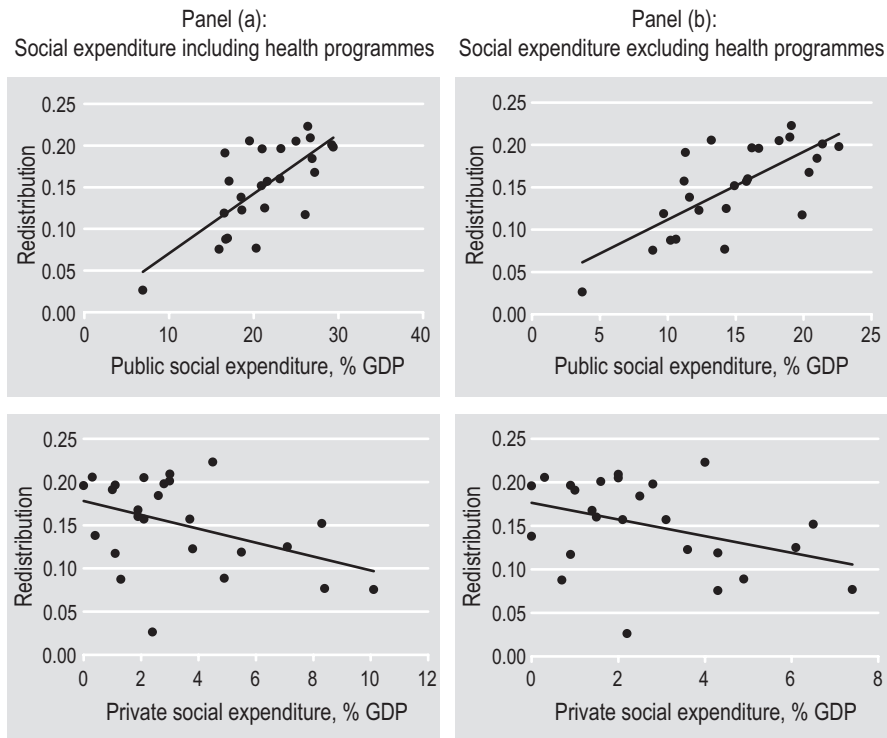 Panel (a):
Social expenditure including health programmes
Panel (b):
Social expenditure excluding health programmes
Redistribution
0.25
0.20
0.15
0.10
0.05
0.00
0 10 20 30 40
Public social expenditure, % GDP
Redistribution
0.25
0.20
0.15
0.10
0.05
0.00
0 5 10 15 20 25
Public social expenditure, % GDP
Redistribution
0.25
0.20
0.15
0.10
0.05
0.00
0 2 4 6 8 10 12
Private social expenditure, % GDP
Redistribution
0.25
0.20
0.15
0.10
0.05
0.00
0 2 4 6 8
Private social expenditure, % GDP